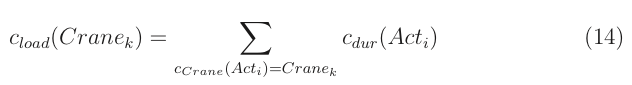 c_{load}(Crane_k) = \sum_{c_{Crane}(Act_i)=Crane_k} c_{dur}(Act_i) (14)